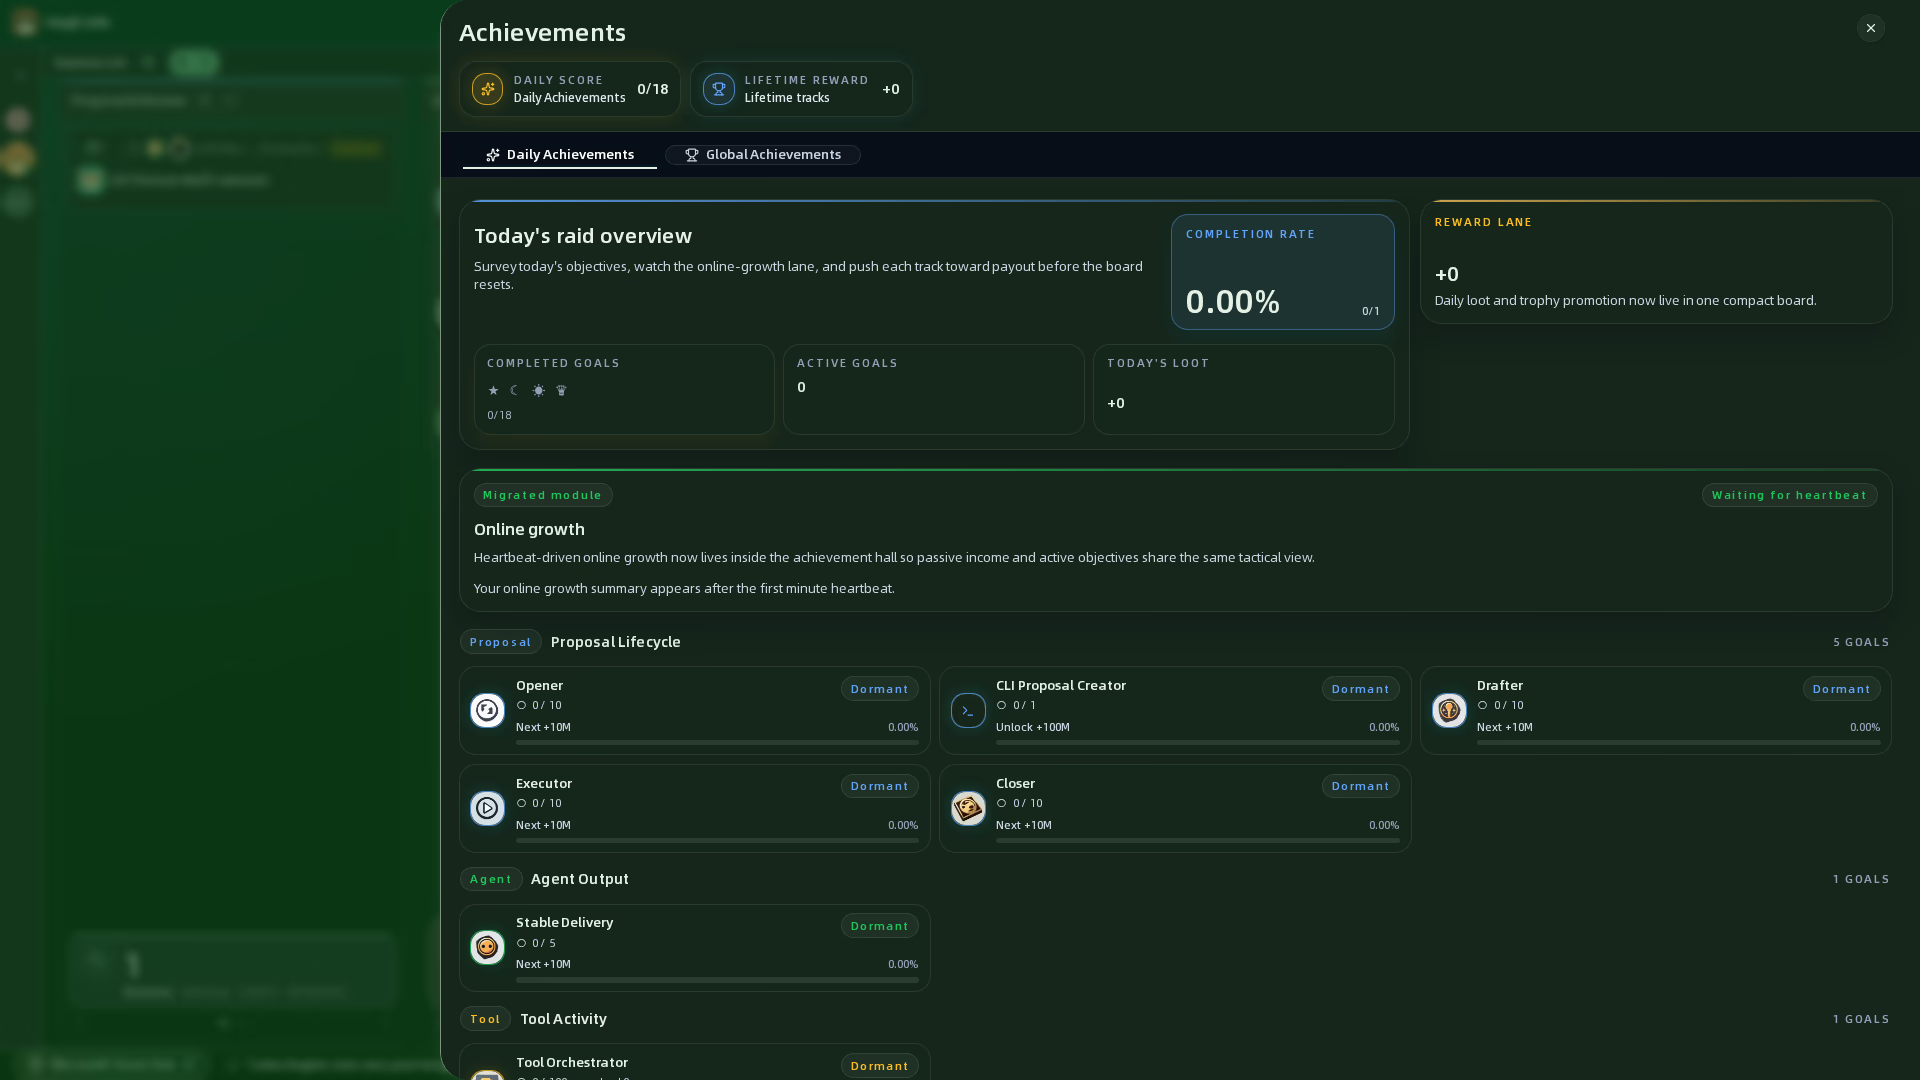 Achievements
DAILY SCORE
Daily Achievements
0/18
LIFETIME REWARD
Lifetime tracks
+0
Daily Achievements
Global Achievements
Today's raid overview
Survey today's objectives, watch the online-growth lane, and push each track toward payout before the board
resets.
COMPLETION RATE
0.00%
0/1
REWARD LANE
+0
Daily loot and trophy promotion now live in one compact board.
COMPLETED GOALS
★ ☾ ☀ ♛
0/18
ACTIVE GOALS
0
TODAY'S LOOT
+0
Migrated module
Waiting for heartbeat
Online growth
Heartbeat-driven online growth now lives inside the achievement hall so passive income and active objectives share the same tactical view.
Your online growth summary appears after the first minute heartbeat.
Proposal
Proposal Lifecycle
5 GOALS
Opener
Dormant
0 / 10
Next +10M
0.00%
CLI Proposal Creator
Dormant
0 / 1
Unlock +100M
0.00%
Drafter
Dormant
0 / 10
Next +10M
0.00%
Executor
Dormant
0 / 10
Next +10M
0.00%
Closer
Dormant
0 / 10
Next +10M
0.00%
Agent
Agent Output
1 GOALS
Stable Delivery
Dormant
0 / 5
Next +10M
0.00%
Tool
Tool Activity
1 GOALS
Tool Orchestrator
Dormant